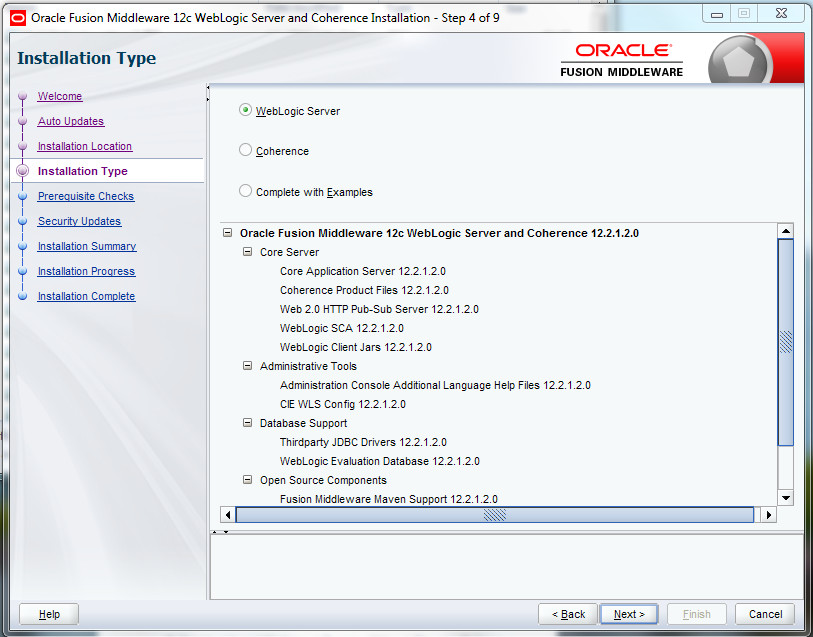 Oracle Fusion Middleware 12c WebLogic Server and Coherence Installation - Step 4 of 9
Installation Type
ORACLE®
FUSION MIDDLEWARE
Welcome
Auto Updates
Installation Location
Installation Type
Prerequisite Checks
Security Updates
Installation Summary
Installation Progress
Installation Complete
WebLogic Server
Coherence
Complete with Examples
Oracle Fusion Middleware 12c WebLogic Server and Coherence 12.2.1.2.0
Core Server
Core Application Server 12.2.1.2.0
Coherence Product Files 12.2.1.2.0
Web 2.0 HTTP Pub-Sub Server 12.2.1.2.0
WebLogic SCA 12.2.1.2.0
WebLogic Client Jars 12.2.1.2.0
Administrative Tools
Administration Console Additional Language Help Files 12.2.1.2.0
CIE WLS Config 12.2.1.2.0
Database Support
Thirdparty JDBC Drivers 12.2.1.2.0
WebLogic Evaluation Database 12.2.1.2.0
Open Source Components
Fusion Middleware Maven Support 12.2.1.2.0
Help
< Back
Next >
Finish
Cancel